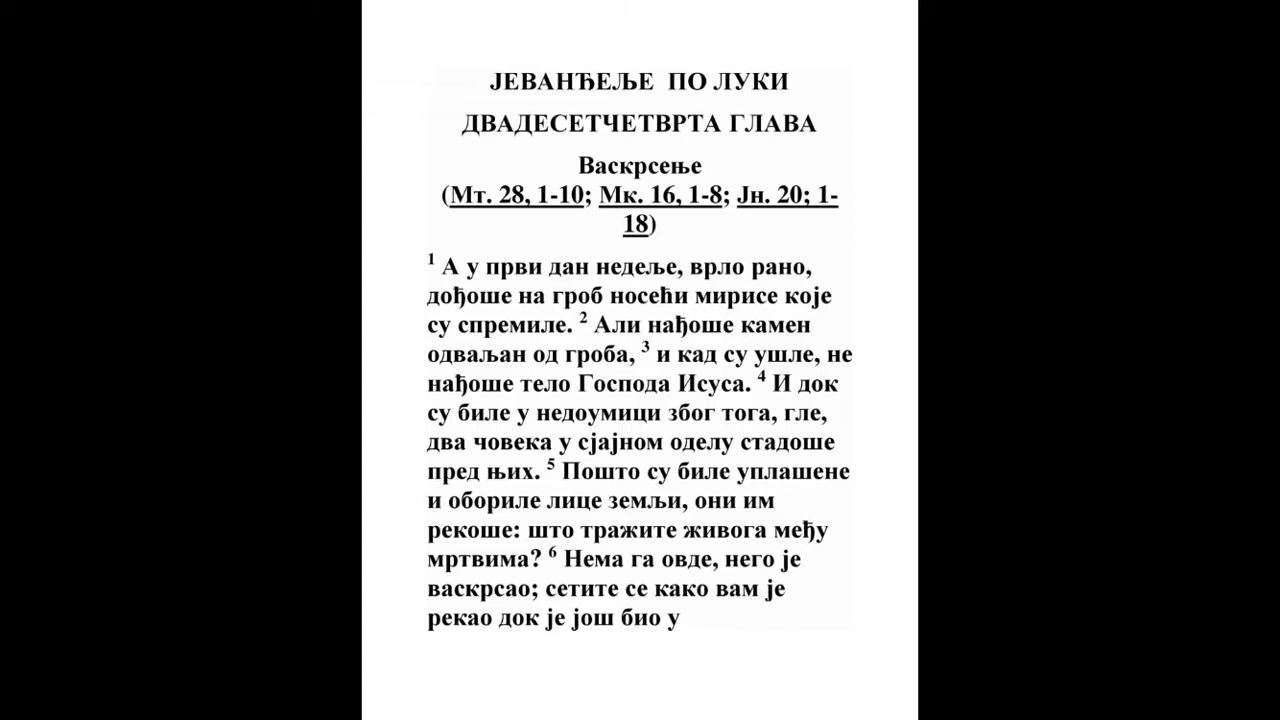 ЈЕВАНЂЕЉЕ ПО ЛУКИ
ДВАДЕСЕТЧЕТВРТА ГЛАВА
Васкрсење
(Мт. 28, 1-10; Мк. 16, 1-8; Јн. 20; 1-
18)
1 А у први дан недеље, врло рано,
дођоше на гроб носећи мирисе које
су спремиле. 2 Али нађоше камен
одваљан од гроба, 3 и кад су ушле, не
нађоше тело Господа Исуса. 4 И док
су биле у недоумици због тога, гле,
два човека у сјајном оделу стадоше
пред њих. 5 Пошто су биле уплашене
и обориле лице земљи, они им
рекоше: што тражите живога међу
мртвима? 6 Нема га овде, него је
васкрсао; сетите се како вам је
рекао док је још био у